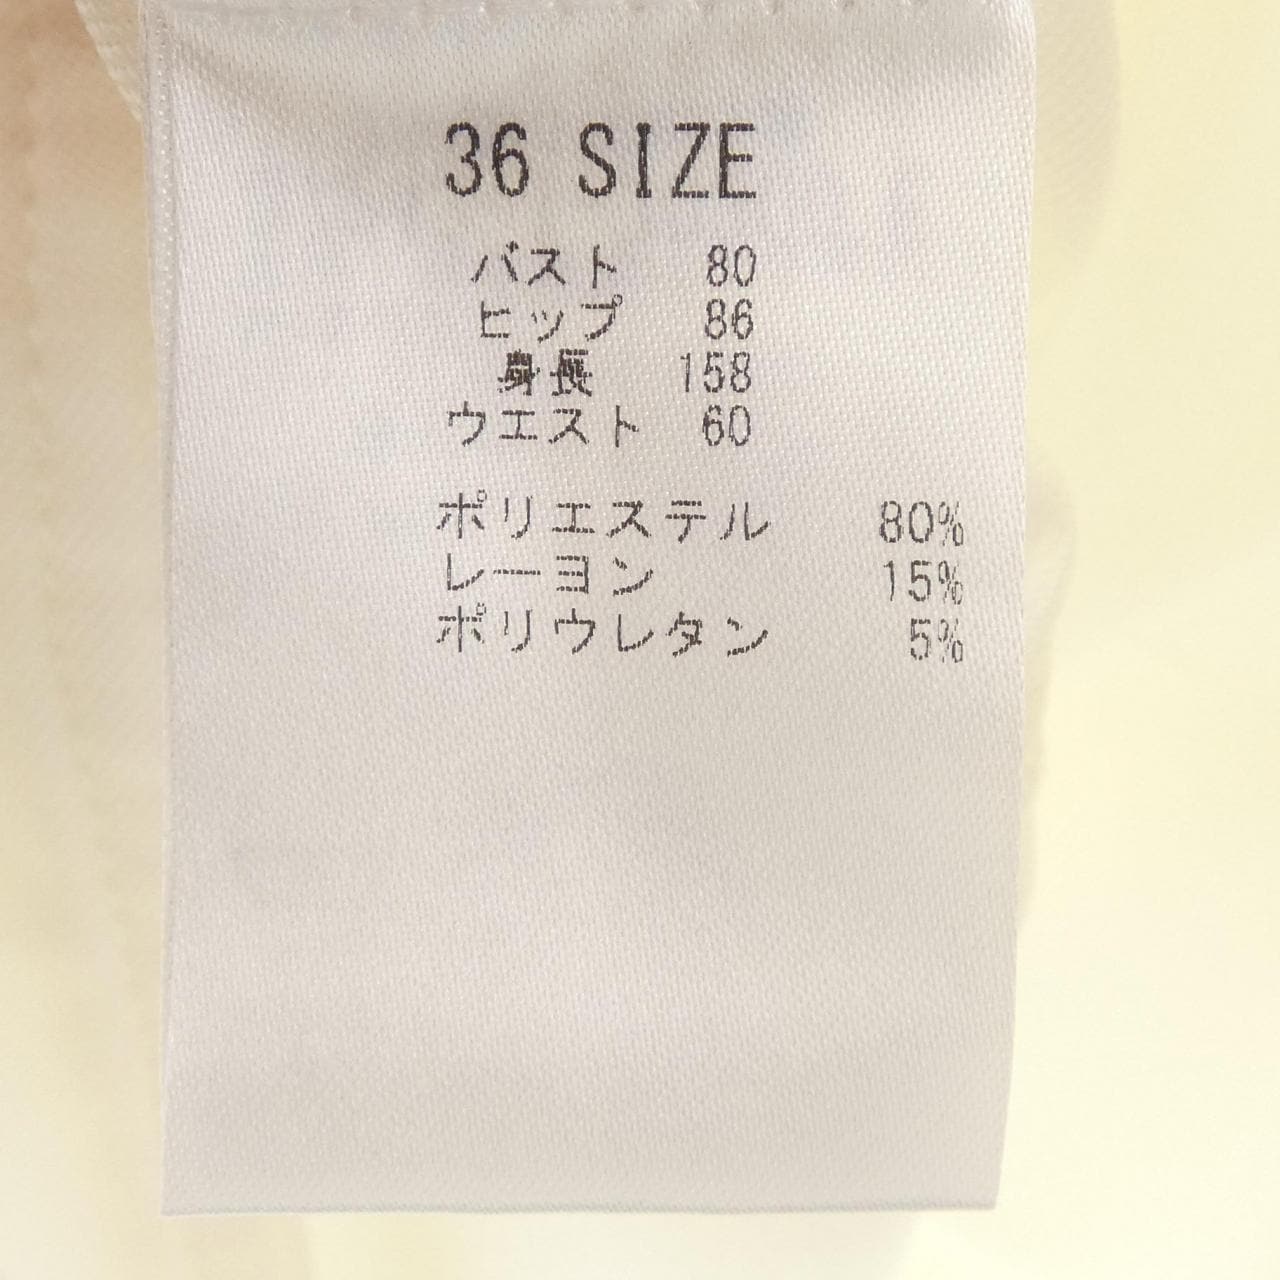 36 SIZE
バスト 80
ヒップ 86
身長 158
ウエスト 60
ポリエステル 80%
レーヨン 15%
ポリウレタン 5%